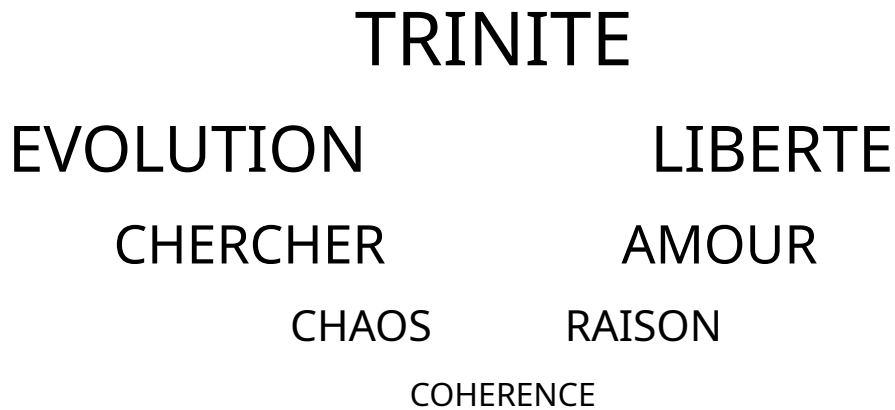 TRINITE
EVOLUTION LIBERTE
CHERCHER AMOUR
CHAOS RAISON
COHERENCE